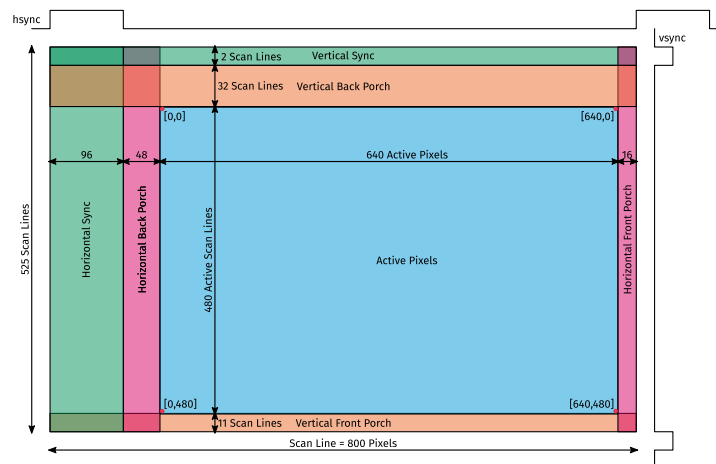 hsync
vsync
2 Scan Lines Vertical Sync
32 Scan Lines Vertical Back Porch
[0,0] [640,0]
96 48 640 Active Pixels 16
525 Scan Lines
Horizontal Sync
Horizontal Back Porch
480 Active Scan Lines
Active Pixels
Horizontal Front Porch
[0,480] [640,480]
11 Scan Lines Vertical Front Porch
Scan Line = 800 Pixels